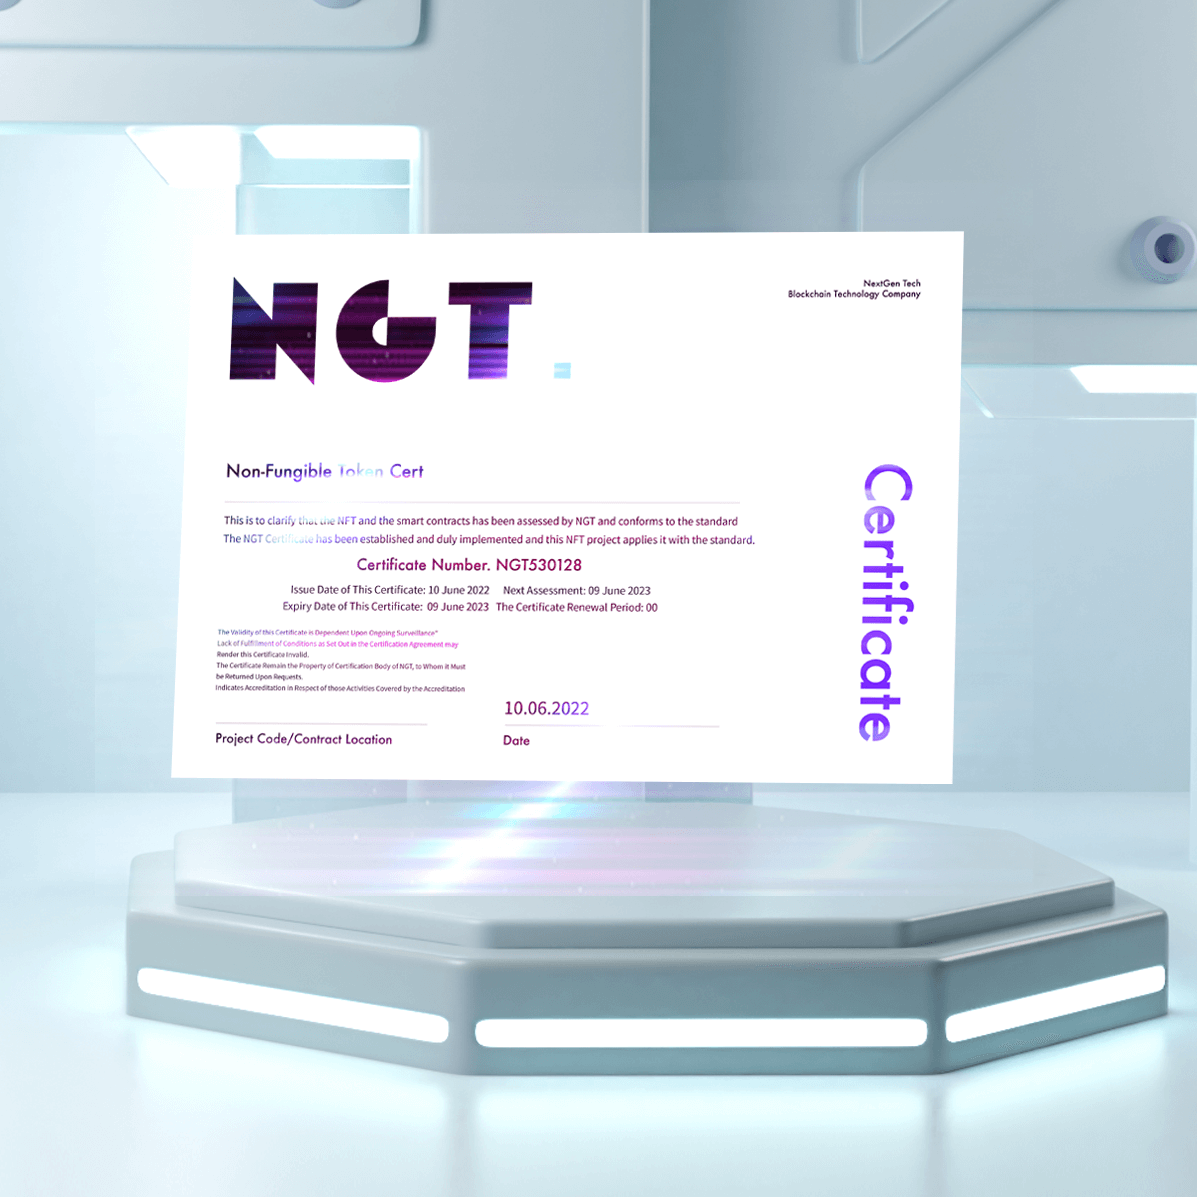 NGT.
NextGen Tech
Blockchain Technology Company
Non-Fungible Token Cert
This is to clarify that the NFT and the smart contracts has been assessed by NGT and conforms to the standard
The NGT Certificate has been established and duly implemented and this NFT project applies it with the standard.
Certificate Number. NGT530128
Issue Date of This Certificate: 10 June 2022 Next Assessment: 09 June 2023
Expiry Date of This Certificate: 09 June 2023 The Certificate Renewal Period: 00
The Validity of this Certificate is Dependent Upon Ongoing Surveillance"
Lack of Fulfillment of Conditions as Set Out in the Certification Agreement may
Render this Certificate Invalid.
The Certificate Remain the Property of Certification Body of NGT, to Whom it Must
be Returned Upon Requests.
Indicates Accreditation in Respect of those Activities Covered by the Accreditation
10.06.2022
Project Code/Contract Location
Date
Certificate